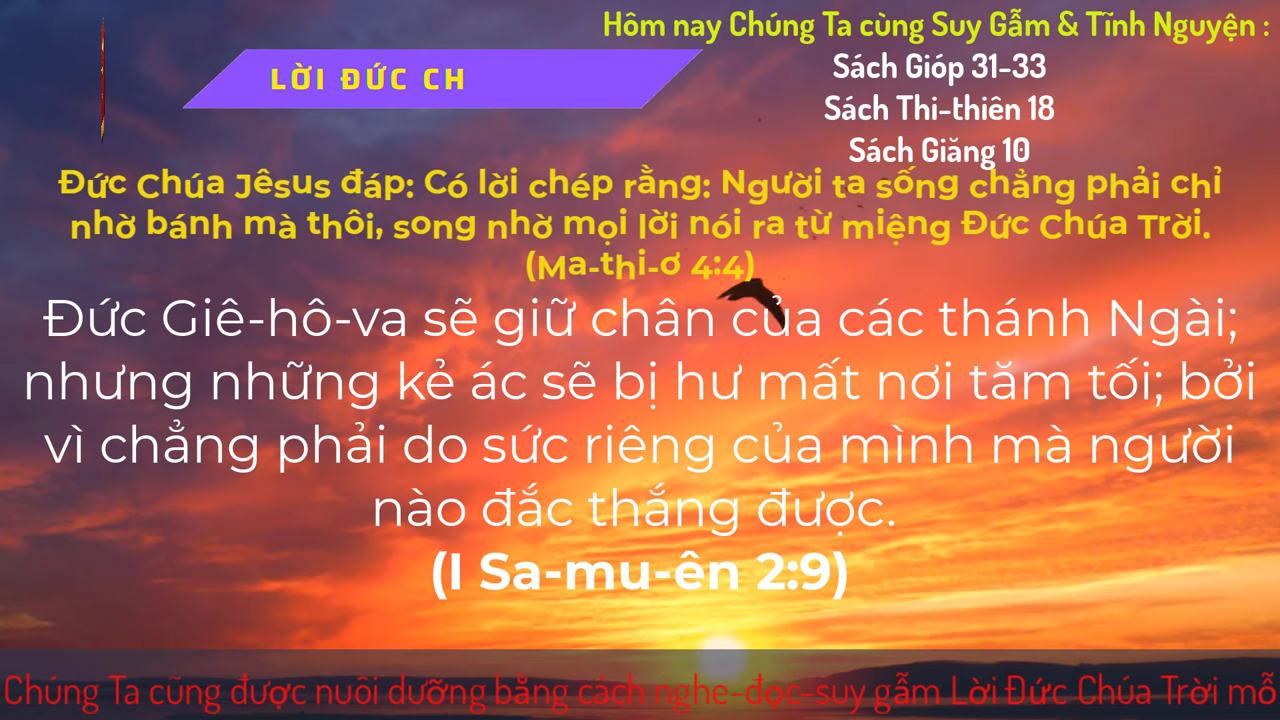 Hôm nay Chúng Ta cùng Suy Gẫm & Tĩnh Nguyện :
Sách Gióp 31-33
Sách Thi-thiên 18
Sách Giăng 10
LỜI ĐỨC CH
Đức Chúa Jêsus đáp: Có lời chép rằng: Người ta sống chẳng phải chỉ
nhờ bánh mà thôi, song nhờ mọi lời nói ra từ miệng Đức Chúa Trời.
(Ma-thi-ơ 4:4)
Đức Giê-hô-va sẽ giữ chân của các thánh Ngài;
nhưng những kẻ ác sẽ bị hư mất nơi tăm tối; bởi
vì chẳng phải do sức riêng của mình mà người
nào đắc thắng được.
(I Sa-mu-ên 2:9)
Chúng Ta cũng được nuôi dưỡng bằng cách nghe-đọc-suy gẫm Lời Đức Chúa Trời mỗ